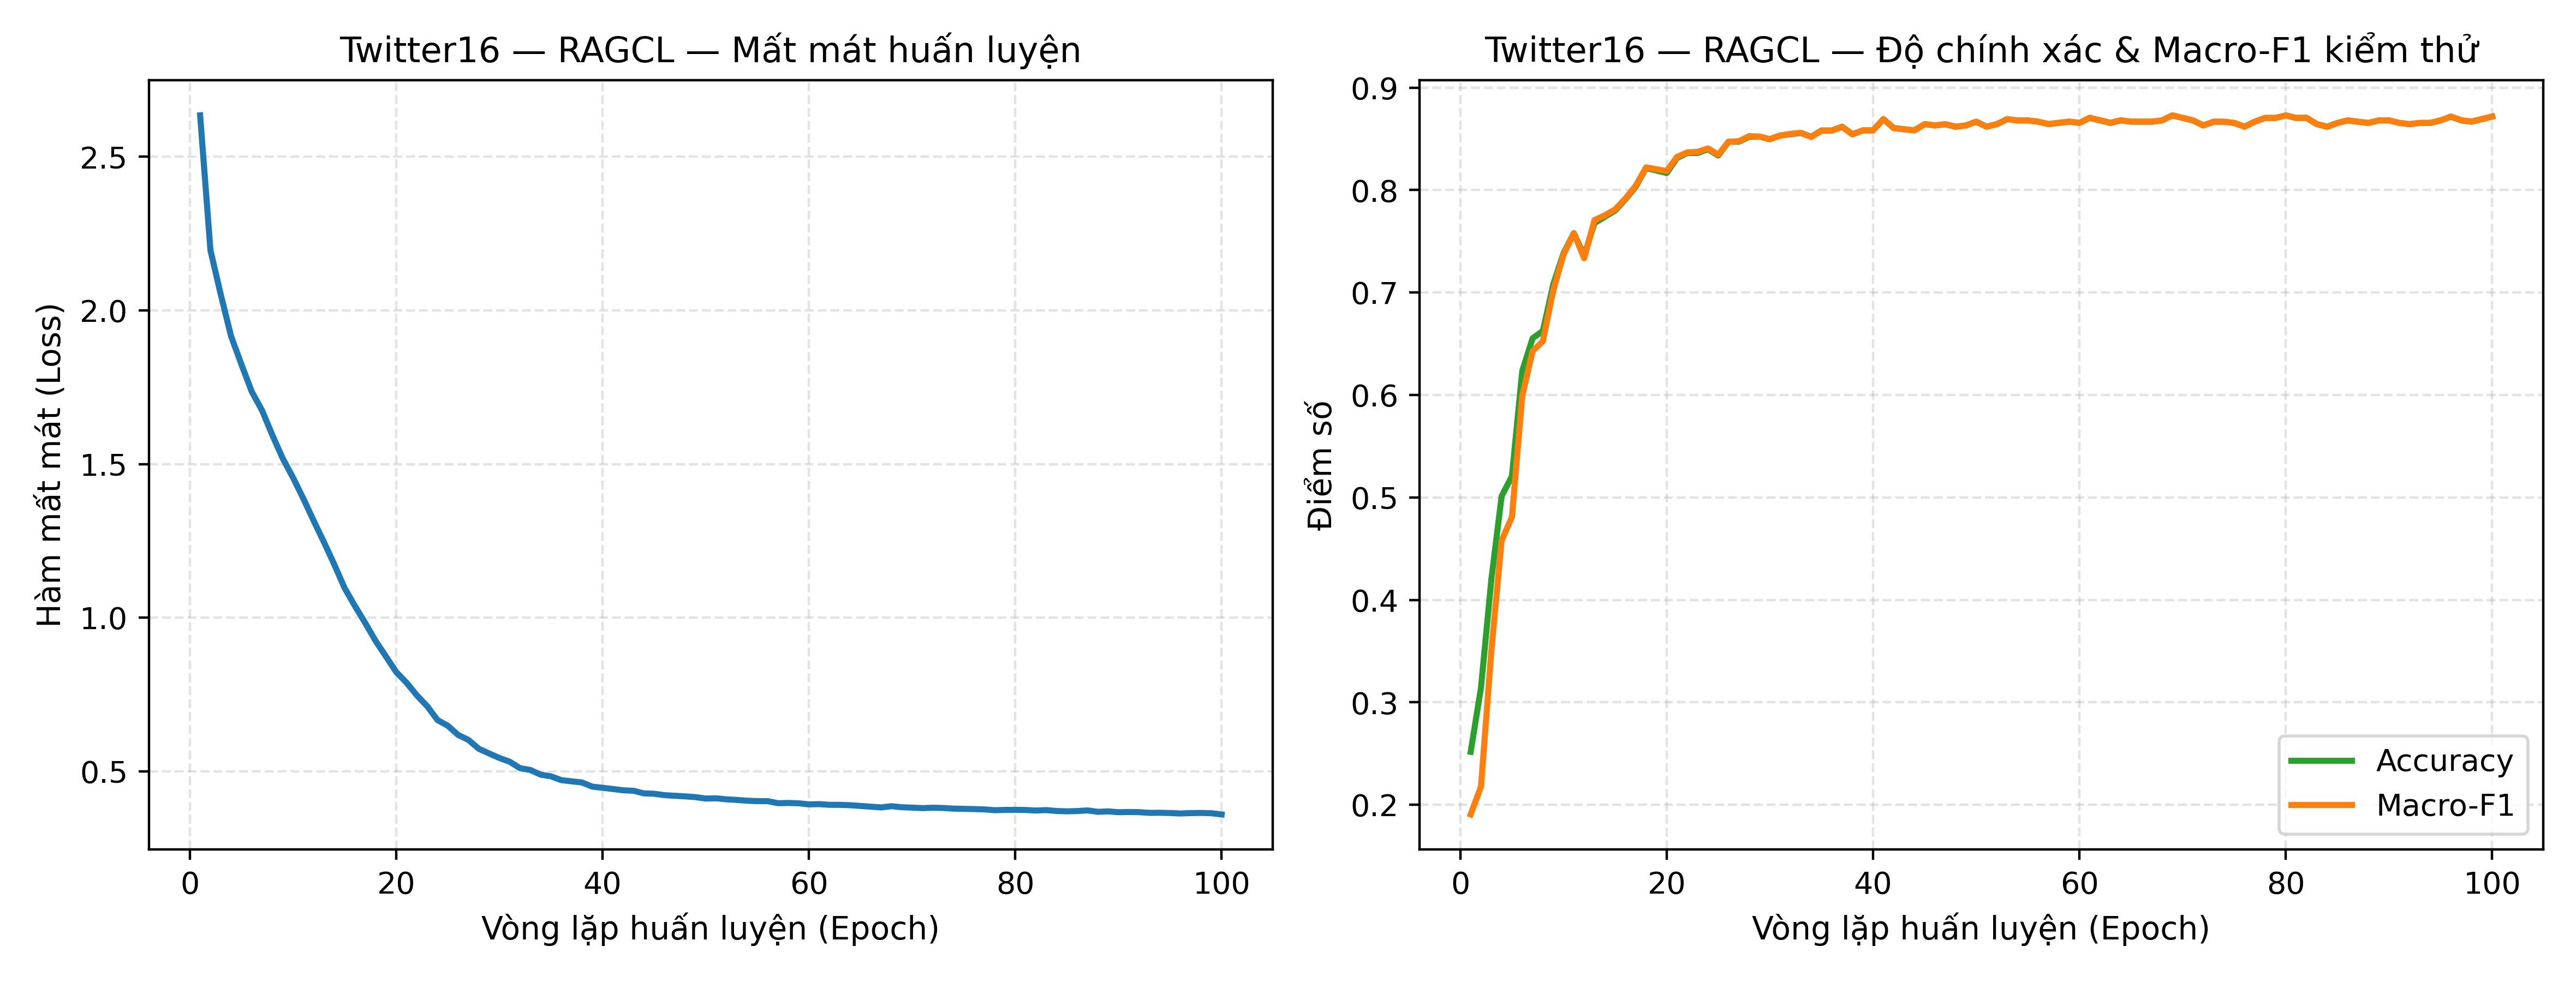 Twitter16 — RAGCL — Mất mát huấn luyện
Hàm mất mát (Loss)
2.5
2.0
1.5
1.0
0.5
0 20 40 60 80 100
Vòng lặp huấn luyện (Epoch)
Twitter16 — RAGCL — Độ chính xác & Macro-F1 kiểm thử
Điểm số
0.9
0.8
0.7
0.6
0.5
0.4
0.3
0.2
Accuracy
Macro-F1
0 20 40 60 80 100
Vòng lặp huấn luyện (Epoch)